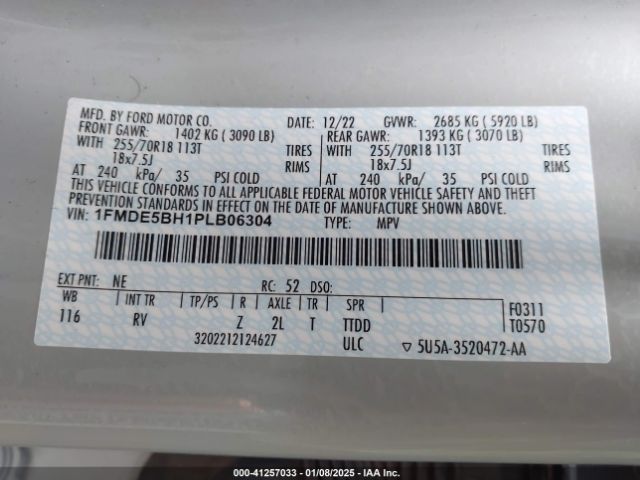 MFD. BY FORD MOTOR CO. DATE: 12/22 GVWR: 2685 KG ( 5920 LB)
FRONT GAWR: 1402 KG ( 3090 LB) REAR GAWR: 1393 KG ( 3070 LB)
WITH 255/70R18 113T TIRES WITH 255/70R18 113T TIRES
18x7.5J RIMS 18x7.5J RIMS
AT 240 kPa/ 35 PSI COLD AT 240 kPa/ 35 PSI COLD
THIS VEHICLE CONFORMS TO ALL APPLICABLE FEDERAL MOTOR VEHICLE SAFETY AND THEFT
PREVENTION STANDARDS IN EFFECT ON THE DATE OF MANUFACTURE SHOWN ABOVE.
VIN: 1FMDE5BH1PLB06304 TYPE: MPV
EXT PNT: NE RC: 52 DSO:
WB INT TR TP/PS R AXLE TR SPR F0311
116 RV Z 2L T TTDD T0570
3202212124627 ULC ▽ 5U5A-3520472-AA
000-41257033 - 01/08/2025 - IAA Inc.